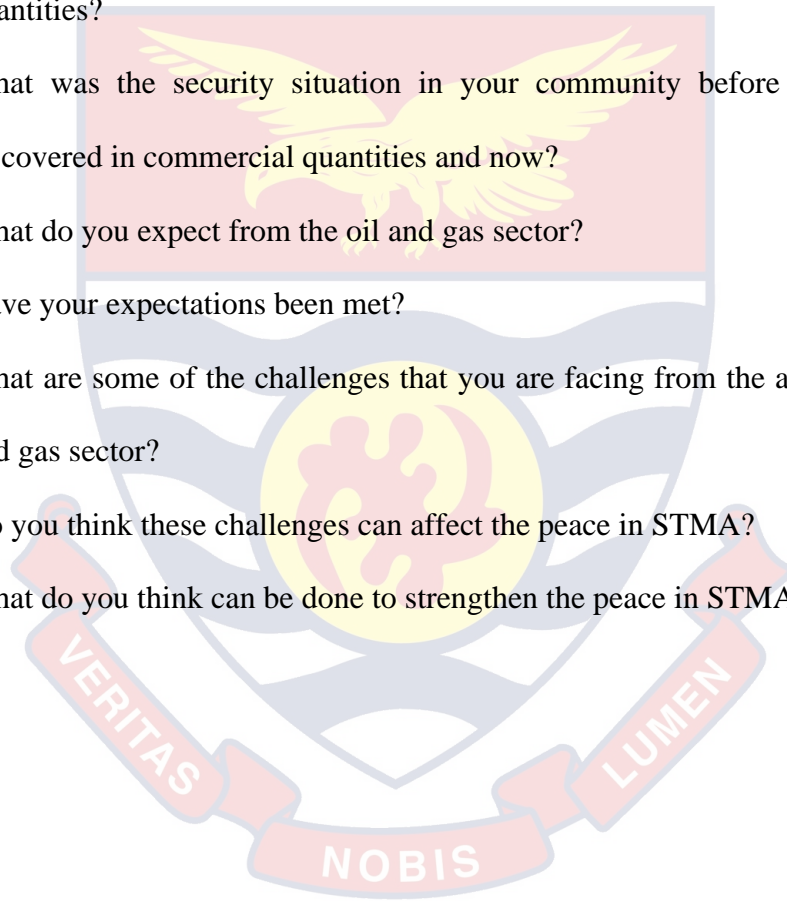 antities?
hat was the security situation in your community before
covered in commercial quantities and now?
hat do you expect from the oil and gas sector?
ve your expectations been met?
hat are some of the challenges that you are facing from the a
d gas sector?
o you think these challenges can affect the peace in STMA?
hat do you think can be done to strengthen the peace in STMA
VERITAS
NOBIS
LUMEN